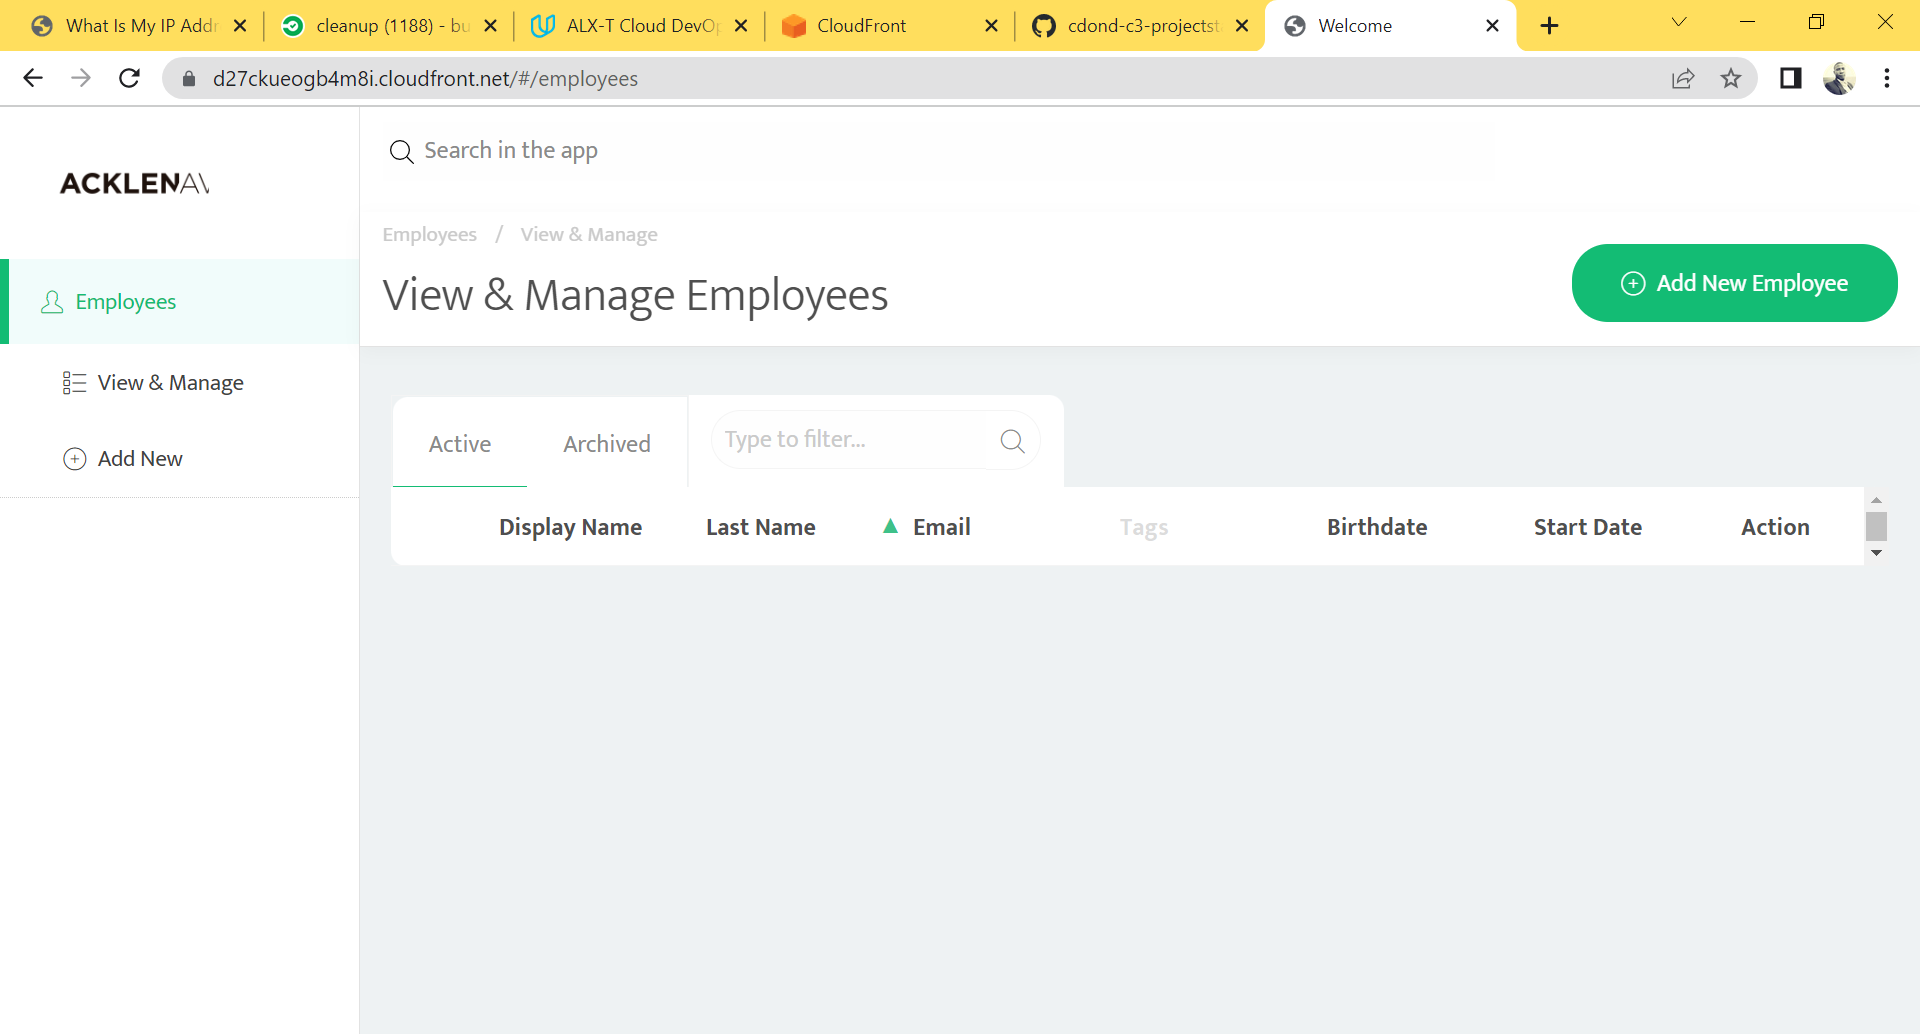 What Is My IP Addr
cleanup (1188) - bu
ALX-T Cloud DevOp
CloudFront
cdond-c3-projectst
Welcome
d27ckueogb4m8i.cloudfront.net/#/employees
ACKLENAV
Search in the app
Employees / View & Manage
View & Manage Employees
Add New Employee
Employees
View & Manage
Add New
Active
Archived
Type to filter...
Display Name
Last Name
Email
Tags
Birthdate
Start Date
Action